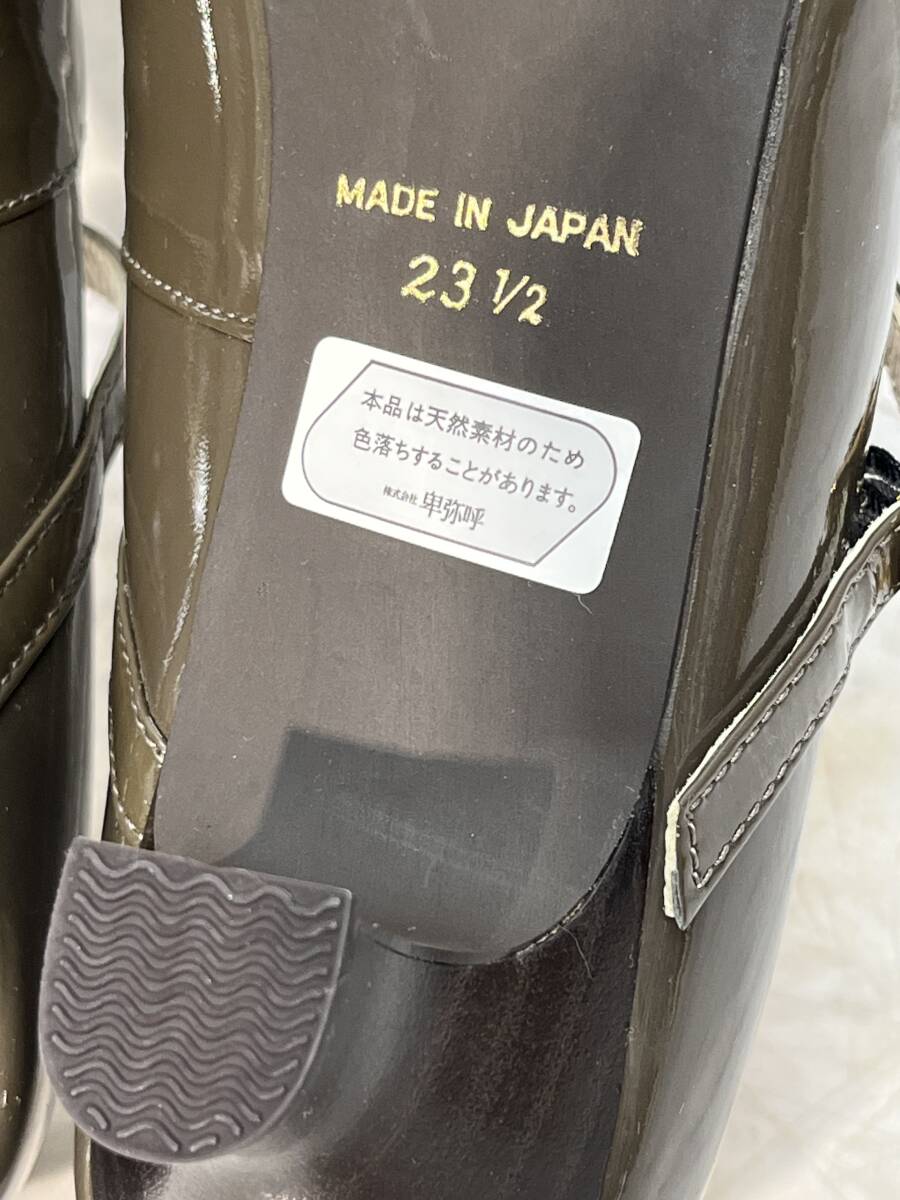 MADE IN JAPAN
23 1/2
本品は天然素材のため
色落ちすることがあります。
株式会社 卑弥呼